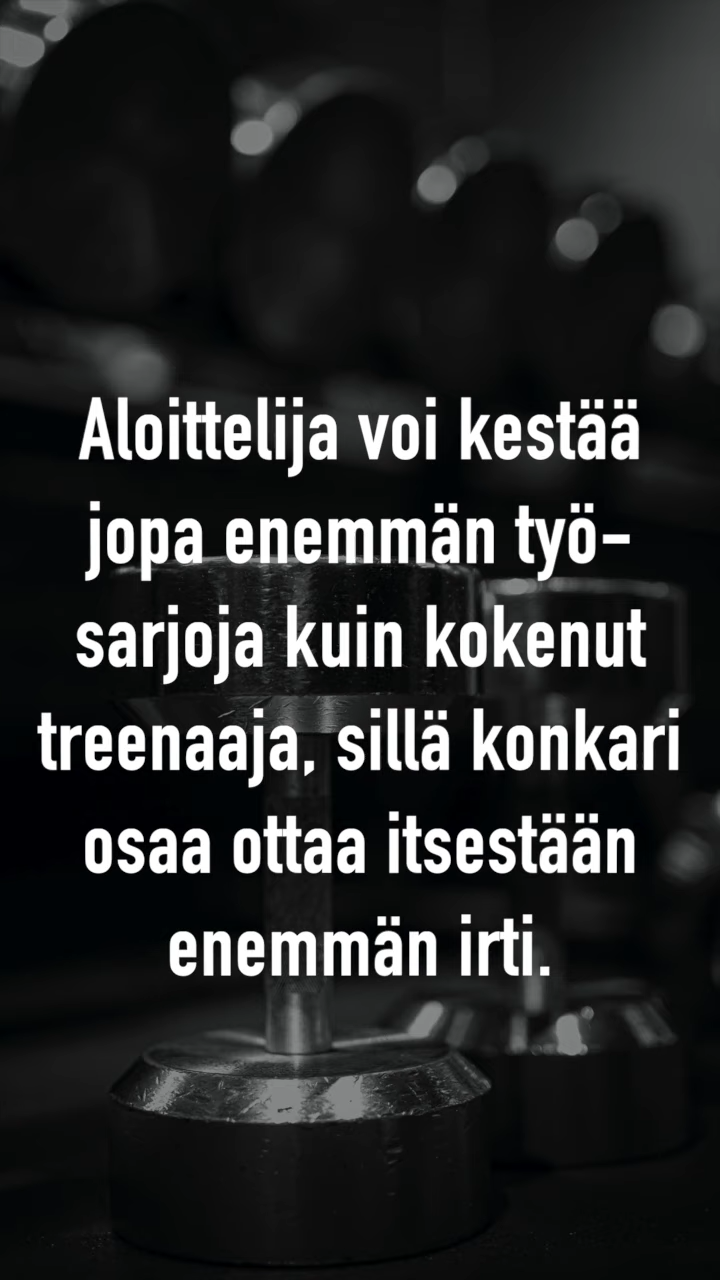 Aloittelija voi kestää
jopa enemmän työ-
sarjoja kuin kokenut
treenaaja, sillä konkari
osaa ottaa itsestään
enemmän irti.